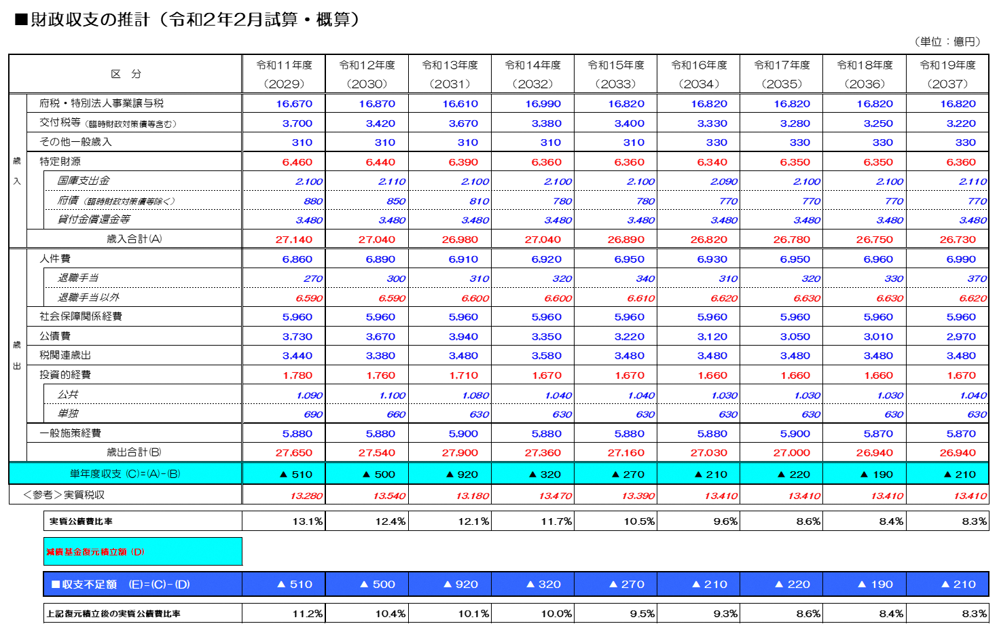 ■財政収支の推計（令和2年2月試算・概算）
（単位：億円）
区　分 令和11年度 令和12年度 令和13年度 令和14年度 令和15年度 令和16年度 令和17年度 令和18年度 令和19年度
（2029） （2030） （2031） （2032） （2033） （2034） （2035） （2036） （2037）
歳入
府税・特別法人事業譲与税 16,670 16,870 16,610 16,990 16,820 16,820 16,820 16,820 16,820
交付税等（臨時財政対策債等含む） 3,700 3,420 3,670 3,380 3,400 3,330 3,280 3,250 3,220
その他一般歳入 310 310 310 310 310 330 330 330 330
特定財源 6,460 6,440 6,390 6,360 6,360 6,340 6,350 6,350 6,360
国庫支出金 2,100 2,110 2,100 2,100 2,100 2,090 2,100 2,100 2,110
府債（臨時財政対策債等除く） 880 850 810 780 780 770 770 770 770
貸付金償還金等 3,480 3,480 3,480 3,480 3,480 3,480 3,480 3,480 3,480
歳入合計(A) 27,140 27,040 26,980 27,040 26,890 26,820 26,780 26,750 26,730
歳出
人件費 6,860 6,890 6,910 6,920 6,950 6,930 6,950 6,960 6,990
退職手当 270 300 310 320 340 310 320 330 370
退職手当以外 6,590 6,590 6,600 6,600 6,610 6,620 6,630 6,630 6,620
社会保障関係経費 5,960 5,960 5,960 5,960 5,960 5,960 5,960 5,960 5,960
公債費 3,730 3,670 3,940 3,350 3,220 3,120 3,050 3,010 2,970
税関連歳出 3,440 3,380 3,480 3,580 3,480 3,480 3,480 3,480 3,480
投資的経費 1,780 1,760 1,710 1,670 1,670 1,660 1,660 1,660 1,670
公共 1,090 1,100 1,080 1,040 1,040 1,030 1,030 1,030 1,040
単独 690 660 630 630 630 630 630 630 630
一般施策経費 5,880 5,880 5,900 5,880 5,880 5,880 5,900 5,870 5,870
歳出合計(B) 27,650 27,540 27,900 27,360 27,160 27,030 27,000 26,940 26,940
単年度収支 (C)=(A)-(B) ▲ 510 ▲ 500 ▲ 920 ▲ 320 ▲ 270 ▲ 210 ▲ 220 ▲ 190 ▲ 210
＜参考＞実質税収 13,280 13,540 13,180 13,470 13,390 13,410 13,410 13,410 13,410
実質公債費比率 13.1% 12.4% 12.1% 11.7% 10.5% 9.6% 8.6% 8.4% 8.3%
減債基金復元積立額 (D)
■収支不足額　(E)=(C)-(D) ▲ 510 ▲ 500 ▲ 920 ▲ 320 ▲ 270 ▲ 210 ▲ 220 ▲ 190 ▲ 210
上記復元積立後の実質公債費比率 11.2% 10.4% 10.1% 10.0% 9.5% 9.3% 8.6% 8.4% 8.3%